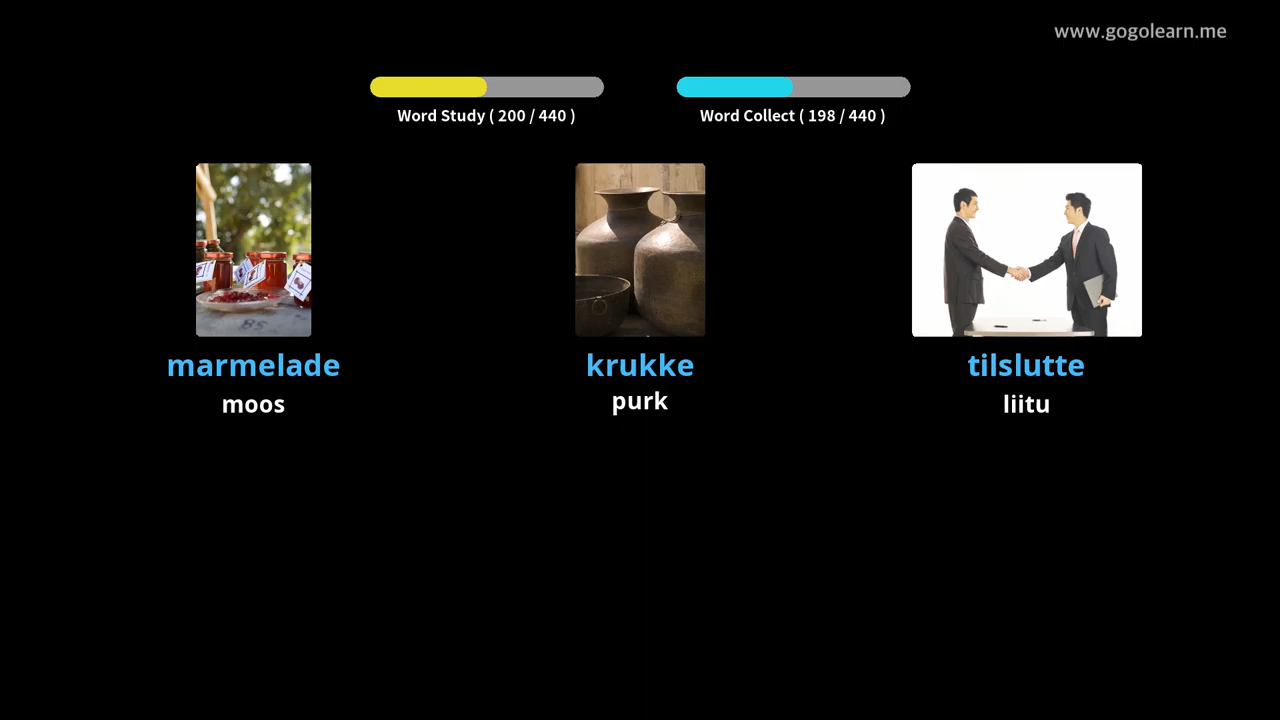 www.gogolearn.me
Word Study ( 200 / 440 )
Word Collect ( 198 / 440 )
marmelade
moos
krukke
purk
tilslutte
liitu